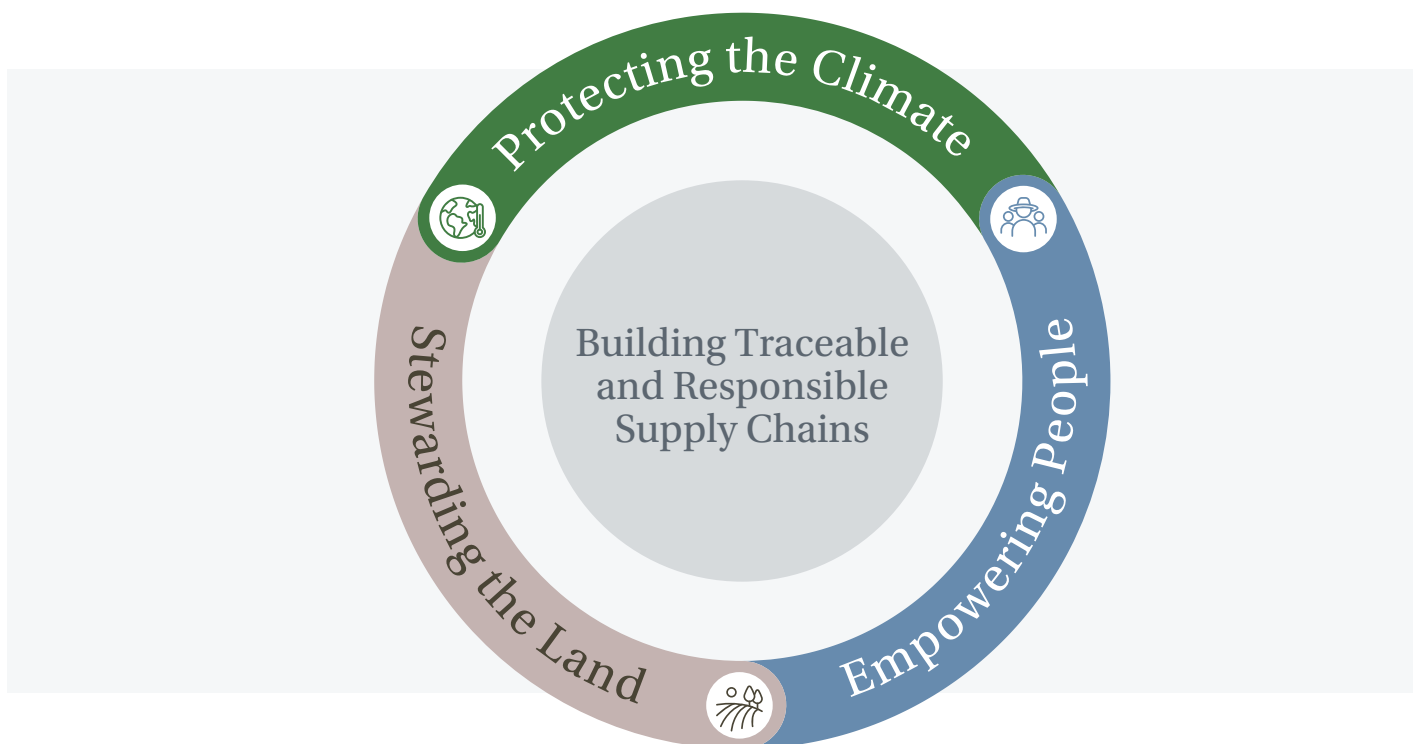 Protecting the Climate
Empowering People
Stewarding the Land
Building Traceable
and Responsible
Supply Chains